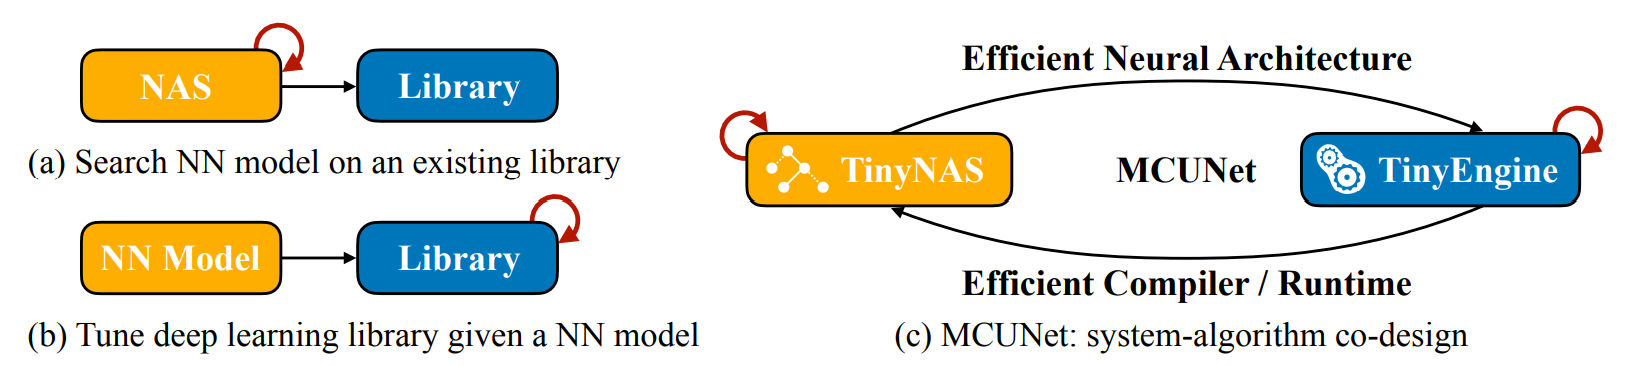 NAS
Library
(a) Search NN model on an existing library
NN Model
Library
(b) Tune deep learning library given a NN model
Efficient Neural Architecture
TinyNAS
MCUNet
TinyEngine
Efficient Compiler / Runtime
(c) MCUNet: system-algorithm co-design